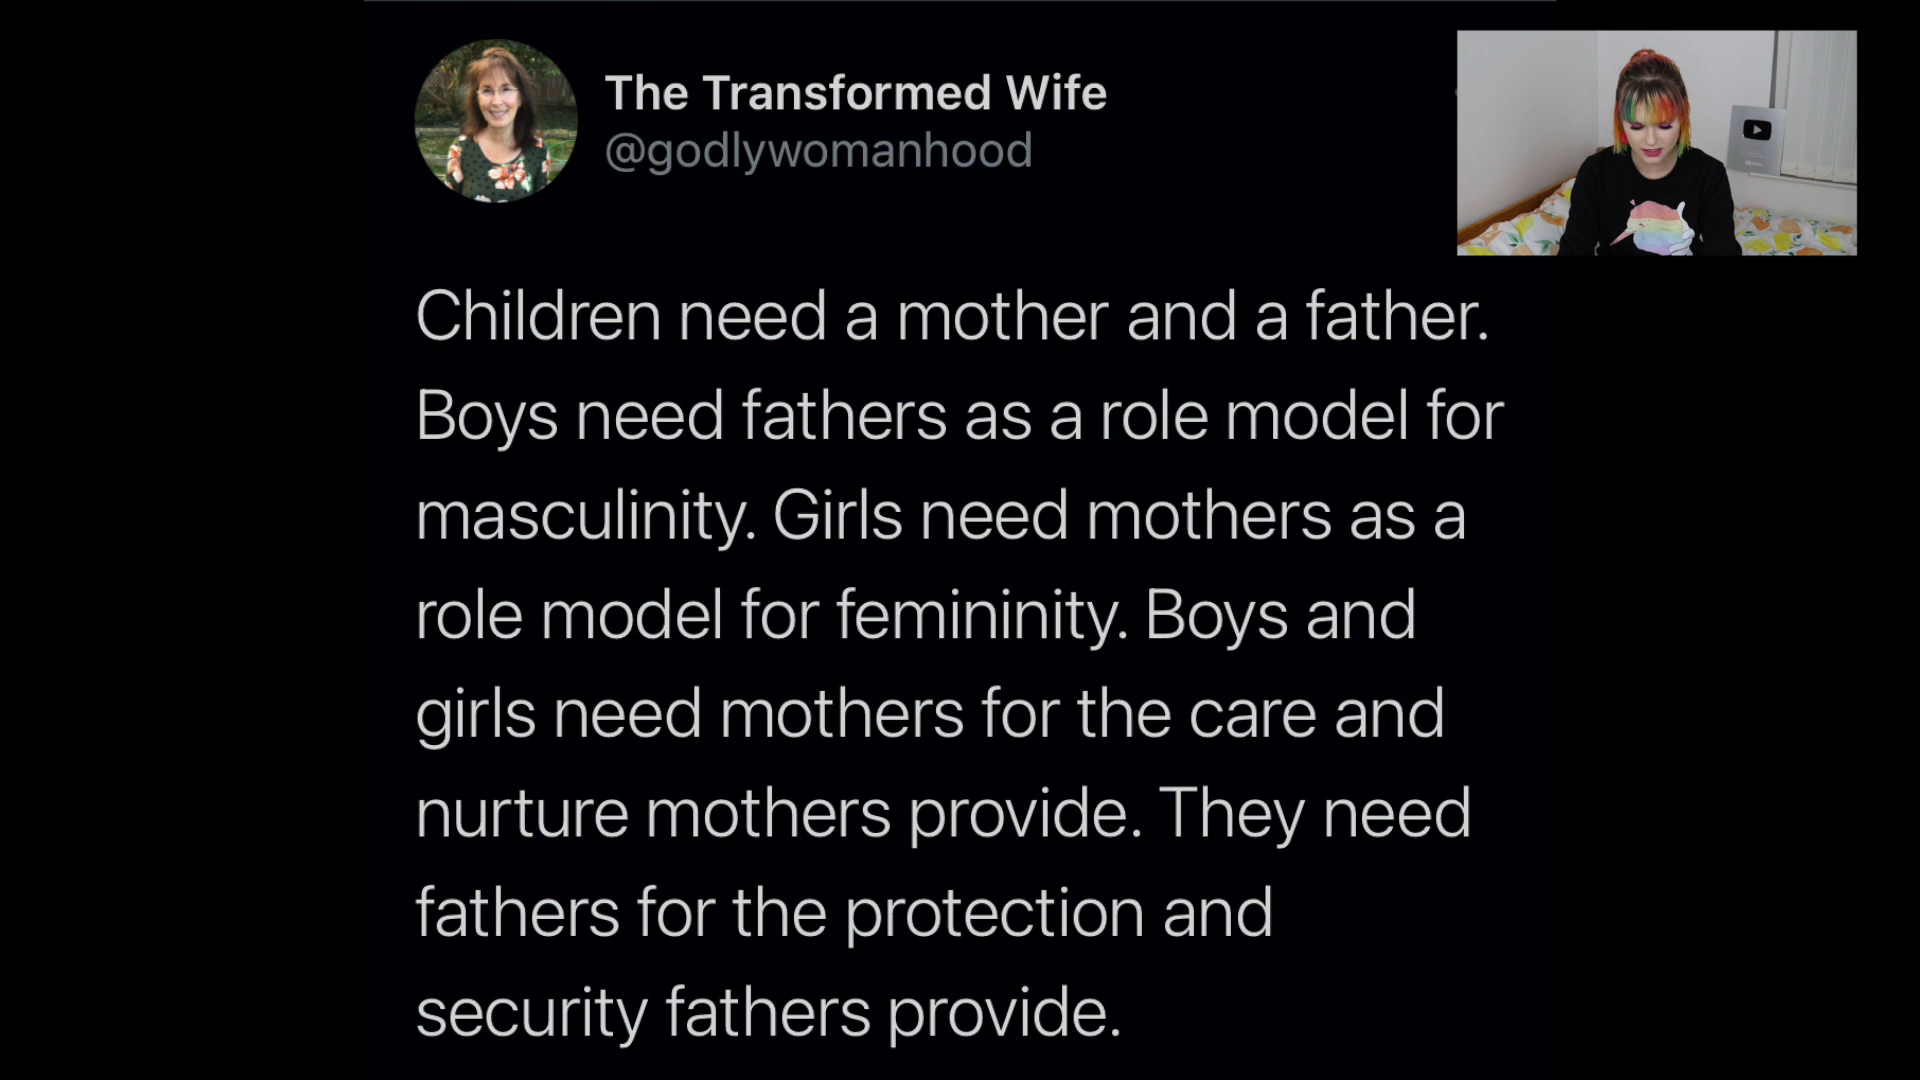 The Transformed Wife
@godlywomanhood
Children need a mother and a father.
Boys need fathers as a role model for
masculinity. Girls need mothers as a
role model for femininity. Boys and
girls need mothers for the care and
nurture mothers provide. They need
fathers for the protection and
security fathers provide.